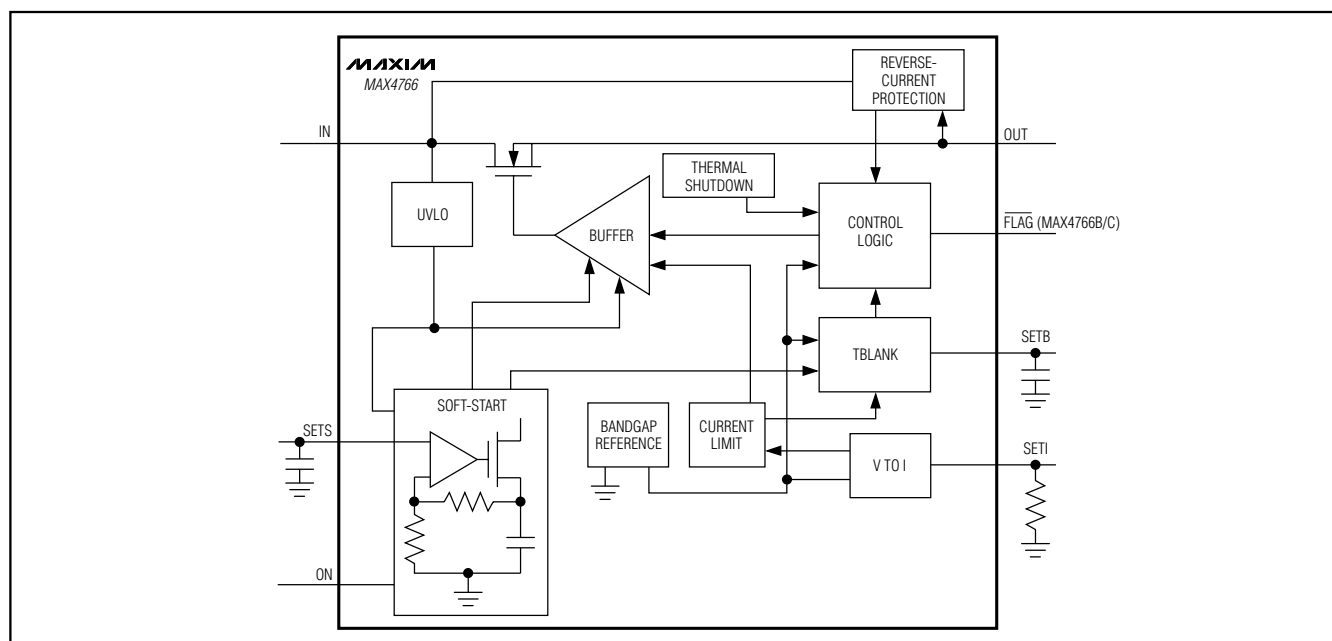 MAXIM
MAX4766
REVERSE-
CURRENT
PROTECTION
IN
OUT
THERMAL
SHUTDOWN
UVLO
BUFFER
CONTROL
LOGIC
FLAG (MAX4766B/C)
TBLANK
SETB
SOFT-START
SETS
BANDGAP
REFERENCE
CURRENT
LIMIT
V TO I
SETI
ON